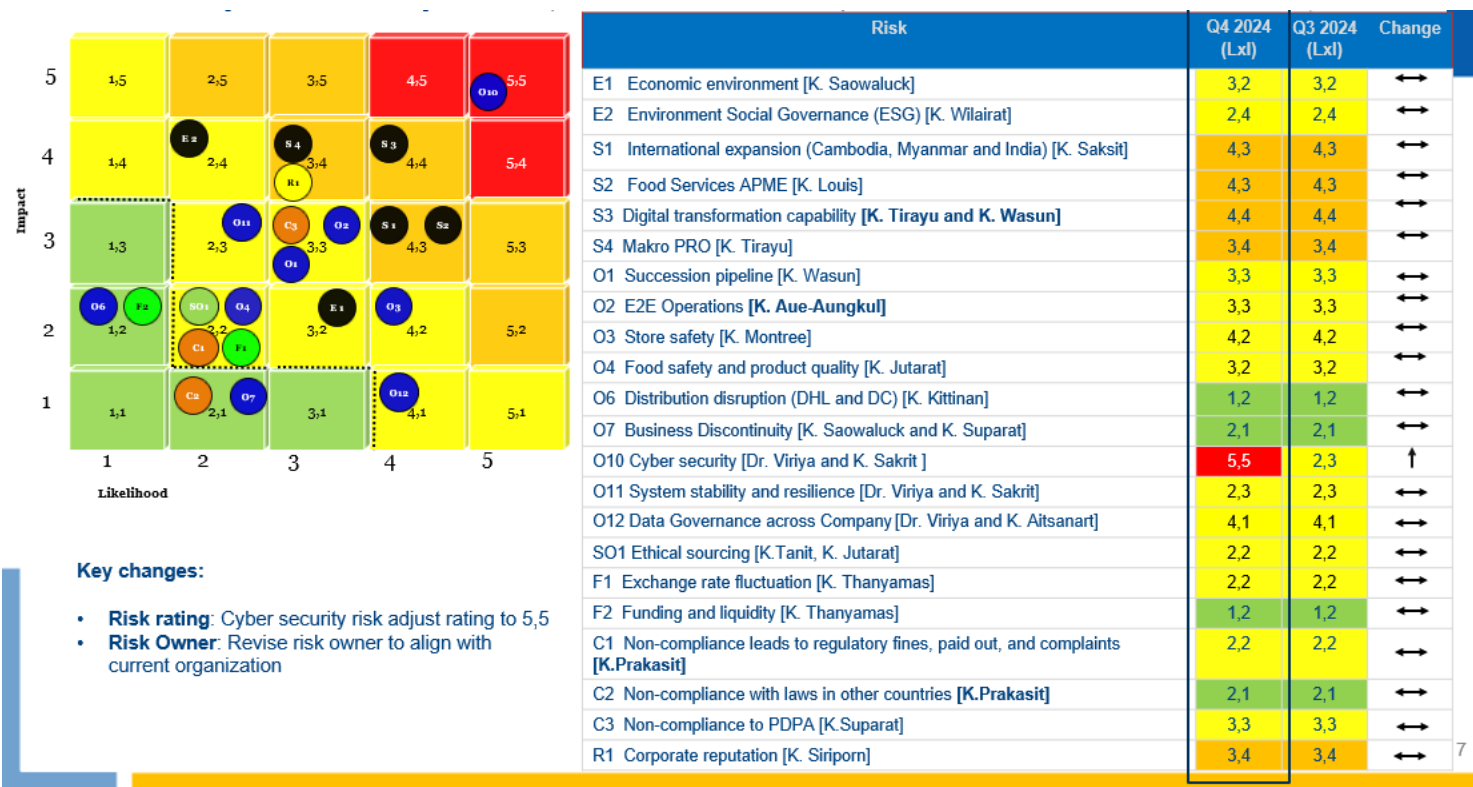 5
4
3
2
1
Impact
1,5
2,5
3,5
4,5
5,5
O10
1,4
E 2
2,4
S 4
3,4
R1
S 3
4,4
5,4
1,3
O11
2,3
C3
O2
3,3
O1
S 1
S2
4,3
5,3
O6
F2
1,2
SO1
O4
2,2
C1
F1
E 1
3,2
O3
4,2
5,2
1,1
C2
O7
2,1
3,1
O12
4,1
5,1
1
2
3
4
5
Likelihood
Key changes:
• Risk rating: Cyber security risk adjust rating to 5,5
• Risk Owner: Revise risk owner to align with
current organization
Risk Q4 2024 (LxI) Q3 2024 (LxI) Change
E1 Economic environment [K. Saowaluck] 3,2 3,2
E2 Environment Social Governance (ESG) [K. Wilairat] 2,4 2,4
S1 International expansion (Cambodia, Myanmar and India) [K. Saksit] 4,3 4,3
S2 Food Services APME [K. Louis] 4,3 4,3
S3 Digital transformation capability [K. Tirayu and K. Wasun] 4,4 4,4
S4 Makro PRO [K. Tirayu] 3,4 3,4
O1 Succession pipeline [K. Wasun] 3,3 3,3
O2 E2E Operations [K. Aue-Aungkul] 3,3 3,3
O3 Store safety [K. Montree] 4,2 4,2
O4 Food safety and product quality [K. Jutarat] 3,2 3,2
O6 Distribution disruption (DHL and DC) [K. Kittinan] 1,2 1,2
O7 Business Discontinuity [K. Saowaluck and K. Suparat] 2,1 2,1
O10 Cyber security [Dr. Viriya and K. Sakrit ] 5,5 2,3
O11 System stability and resilience [Dr. Viriya and K. Sakrit] 2,3 2,3
O12 Data Governance across Company [Dr. Viriya and K. Aitsanart] 4,1 4,1
SO1 Ethical sourcing [K.Tanit, K. Jutarat] 2,2 2,2
F1 Exchange rate fluctuation [K. Thanyamas] 2,2 2,2
F2 Funding and liquidity [K. Thanyamas] 1,2 1,2
C1 Non-compliance leads to regulatory fines, paid out, and complaints
[K.Prakasit] 2,2 2,2
C2 Non-compliance with laws in other countries [K.Prakasit] 2,1 2,1
C3 Non-compliance to PDPA [K.Suparat] 3,3 3,3
R1 Corporate reputation [K. Siriporn] 3,4 3,4
7